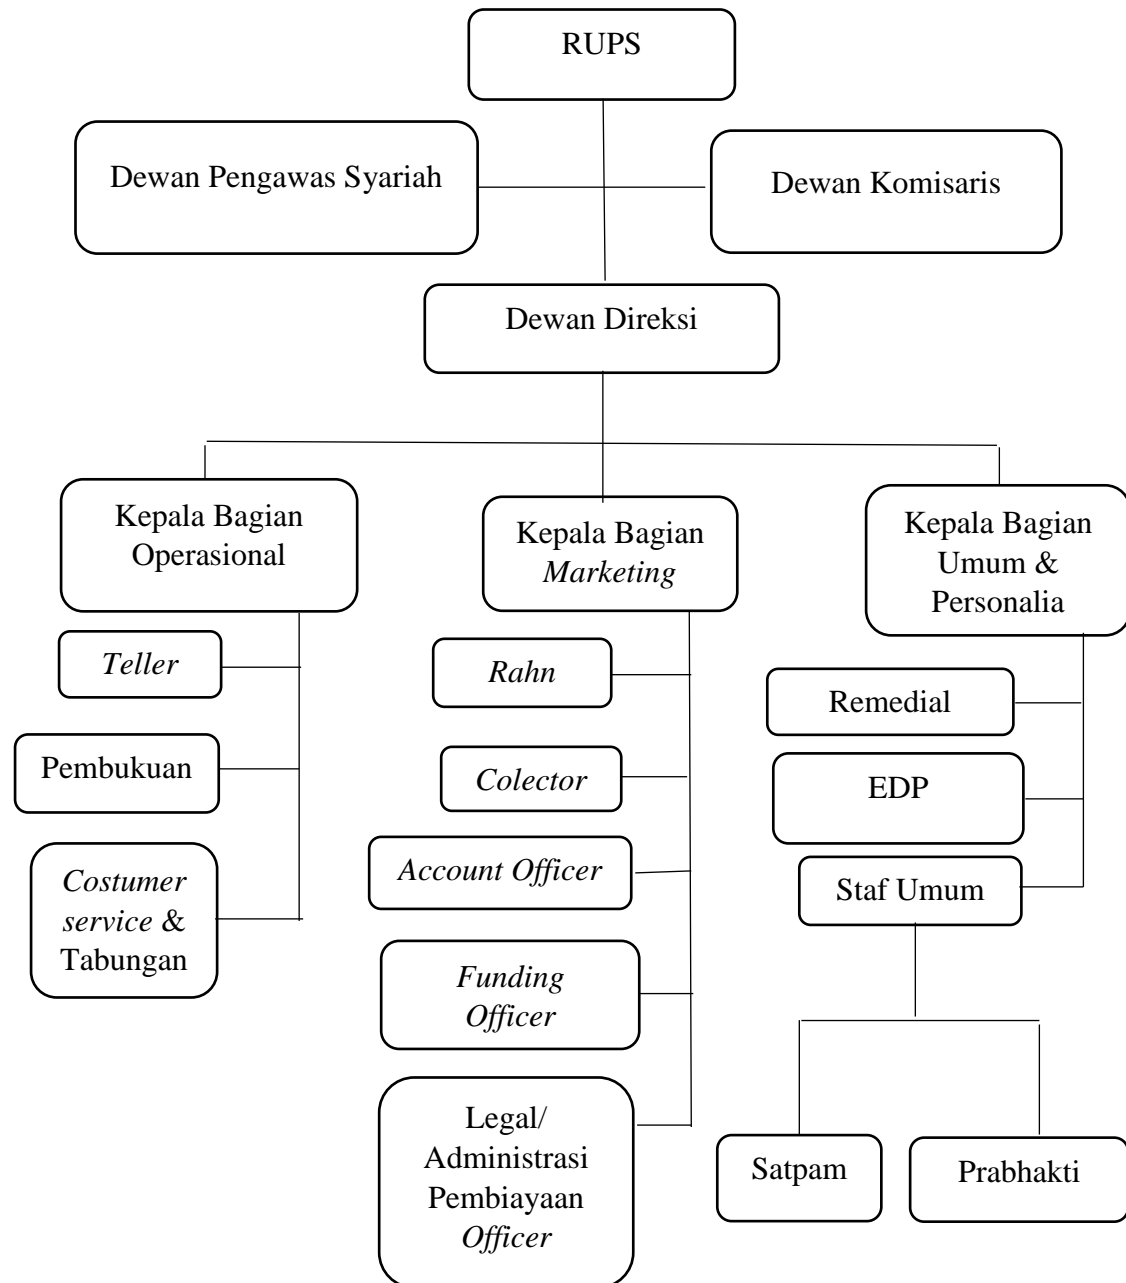 RUPS
Dewan Pengawas Syariah
Dewan Komisaris
Dewan Direksi
Kepala Bagian
Operasional
Kepala Bagian
Marketing
Kepala Bagian
Umum &
Personalia
Teller
Pembukuan
Costumer
service &
Tabungan
Rahn
Colector
Account Officer
Funding
Officer
Legal/
Administrasi
Pembiayaan
Officer
Remedial
EDP
Staf Umum
Satpam
Prabhakti